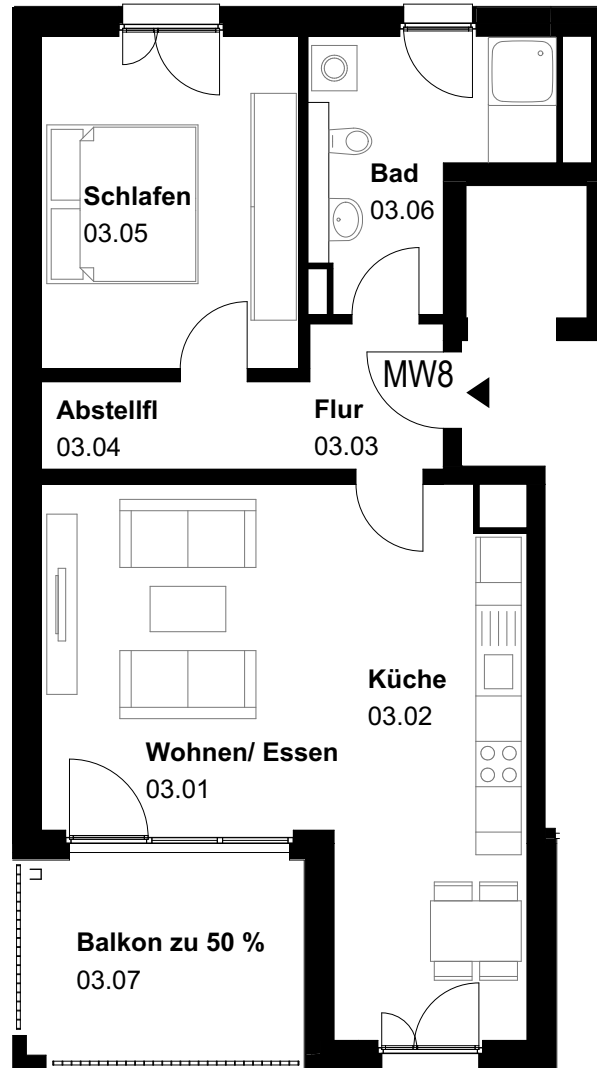 Schlafen
03.05
Bad
03.06
MW8
Abstellfl
03.04
Flur
03.03
Küche
03.02
Wohnen/ Essen
03.01
Balkon zu 50 %
03.07